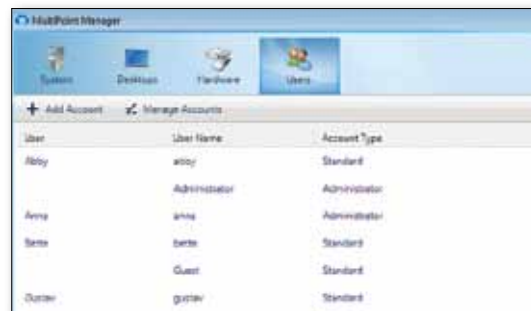 MultiPoint Manager
System Desktops Hardware Users
Add Account Manage Accounts
User User Name Account Type
Abby abby Standard
Administrator Administrator
Anna anna Administrator
Bette bette Standard
Guest Standard
Gustav gustav Standard